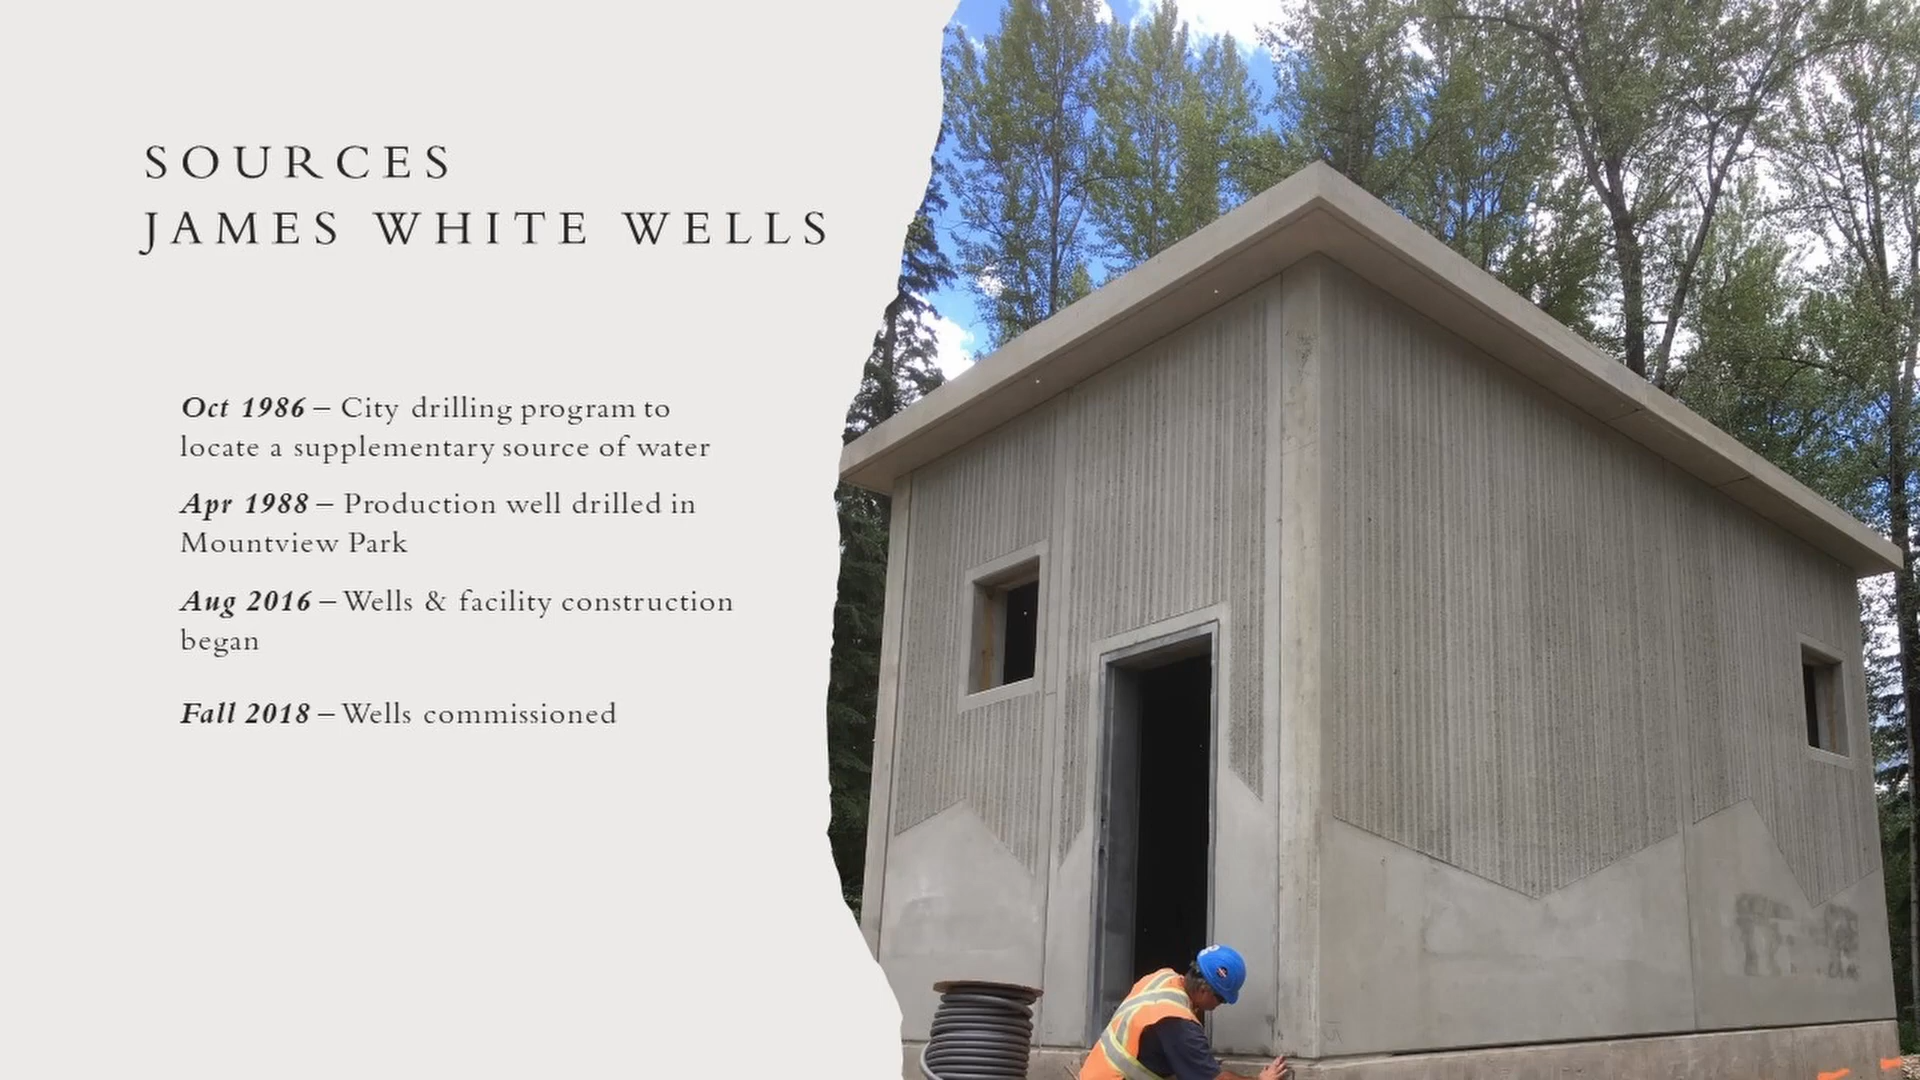 SOURCES
JAMES WHITE WELLS
Oct 1986 – City drilling program to
locate a supplementary source of water
Apr 1988 – Production well drilled in
Mountview Park
Aug 2016 – Wells & facility construction
began
Fall 2018 – Wells commissioned